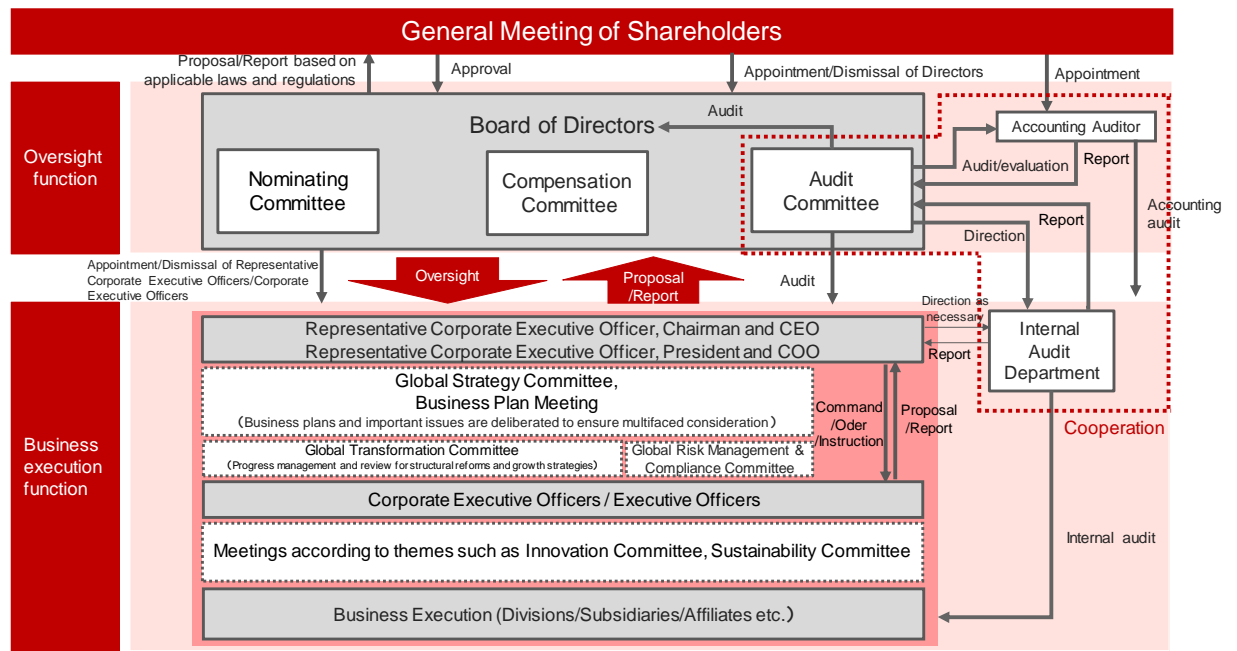 General Meeting of Shareholders
Proposal/Report based on
applicable laws and regulations
Approval
Appointment/Dismissal of Directors
Appointment
Oversight
function
Board of Directors
Audit
Accounting Auditor
Nominating
Committee
Compensation
Committee
Audit
Committee
Audit/evaluation
Report
Report
Direction
Accounting
audit
Appointment/Dismissal of Representative
Corporate Executive Officers/Corporate
Executive Officers
Oversight
Proposal
/Report
Audit
Business
execution
function
Representative Corporate Executive Officer, Chairman and CEO
Representative Corporate Executive Officer, President and COO
Direction as
necessary
Report
Internal
Audit
Department
Global Strategy Committee,
Business Plan Meeting
(Business plans and important issues are deliberated to ensure multifaced consideration)
Command
/Oder
/Instruction
Proposal
/Report
Cooperation
Global Transformation Committee
(Progress management and review for structural reforms and growth strategies)
Global Risk Management &
Compliance Committee
Corporate Executive Officers / Executive Officers
Meetings according to themes such as Innovation Committee, Sustainability Committee
Internal audit
Business Execution (Divisions/Subsidiaries/Affiliates etc.)